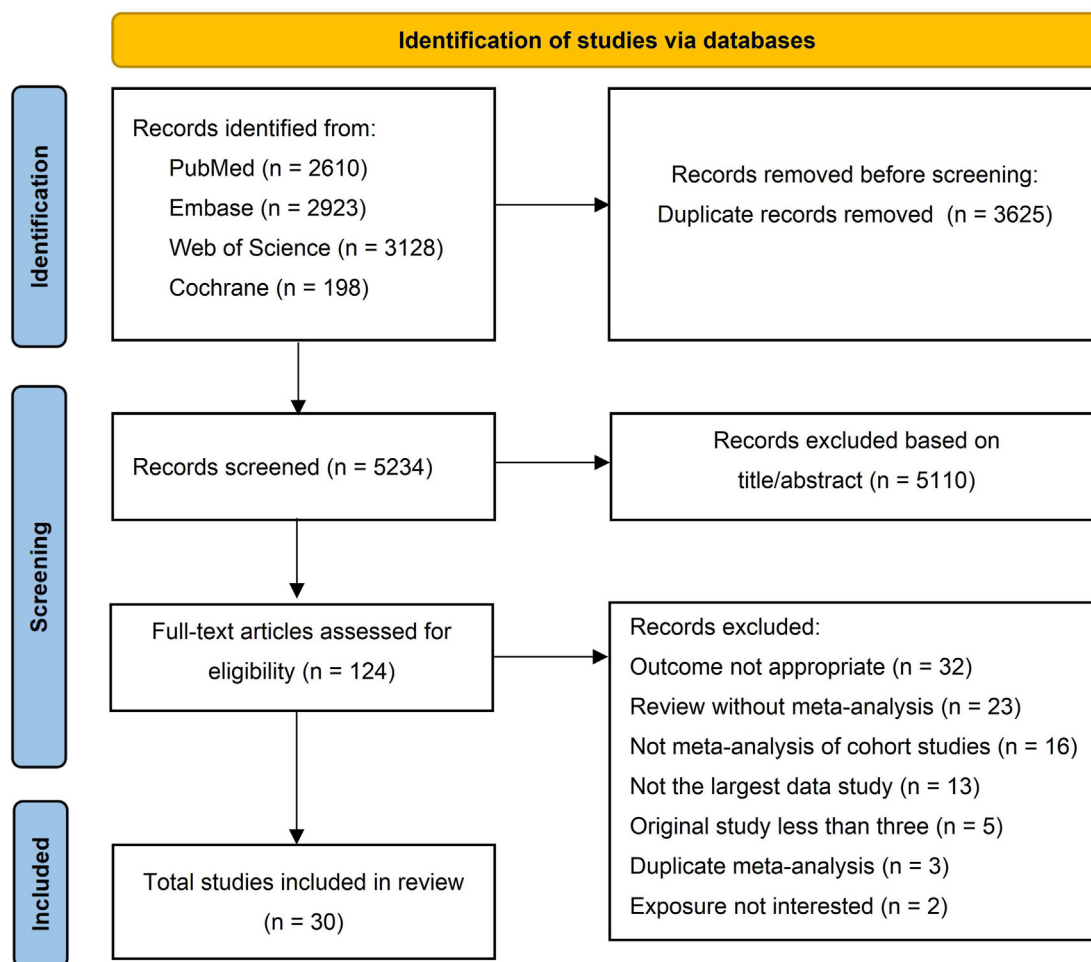 Identification of studies via databases
Identification
Records identified from:
PubMed (n = 2610)
Embase (n = 2923)
Web of Science (n = 3128)
Cochrane (n = 198)
Records removed before screening:
Duplicate records removed (n = 3625)
Screening
Records screened (n = 5234)
Records excluded based on
title/abstract (n = 5110)
Full-text articles assessed for
eligibility (n = 124)
Records excluded:
Outcome not appropriate (n = 32)
Review without meta-analysis (n = 23)
Not meta-analysis of cohort studies (n = 16)
Not the largest data study (n = 13)
Original study less than three (n = 5)
Duplicate meta-analysis (n = 3)
Exposure not interested (n = 2)
Included
Total studies included in review
(n = 30)